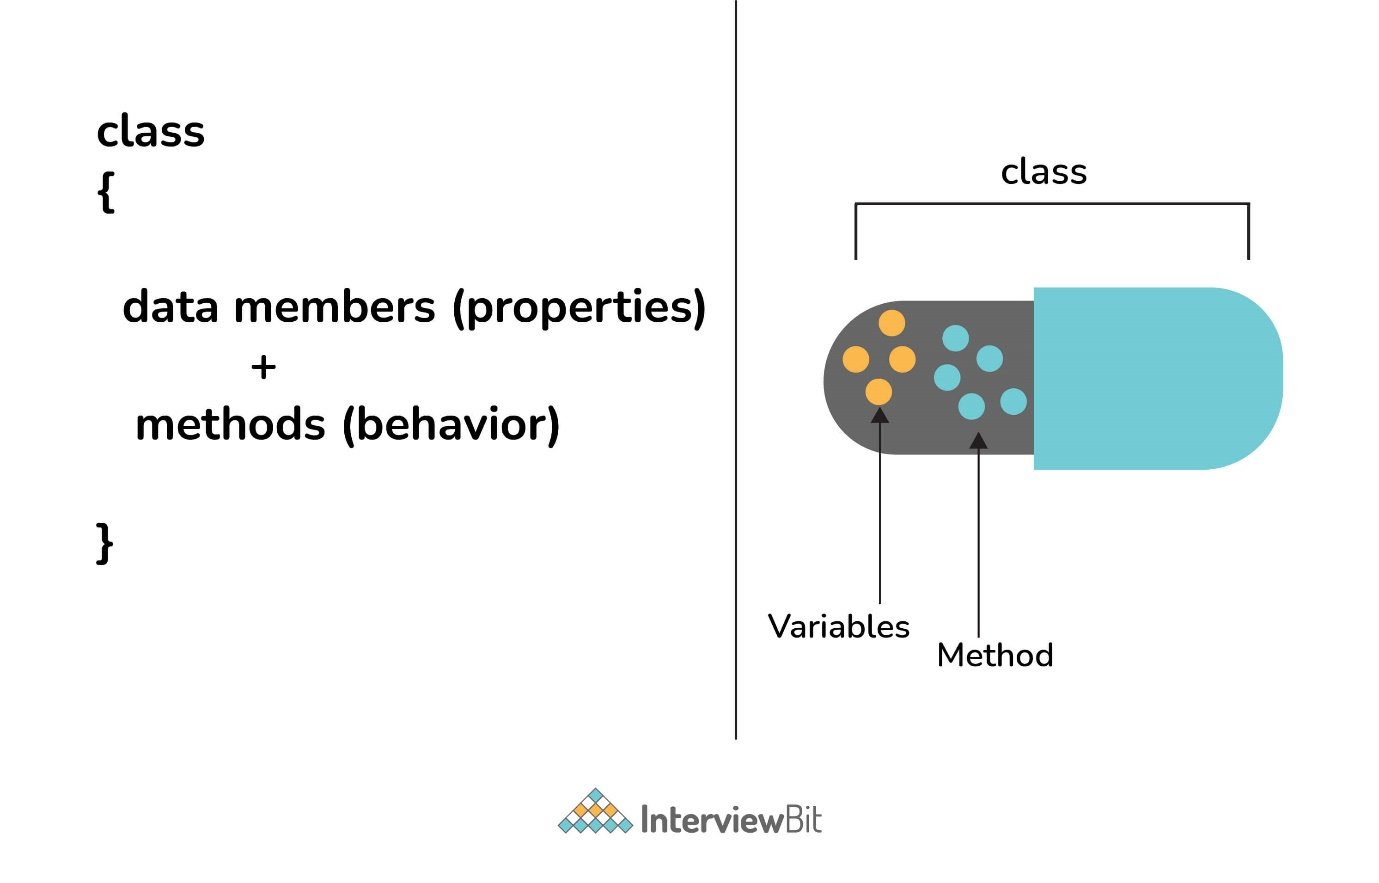 class
{
data members (properties)
+
methods (behavior)
}
class
Variables
Method
InterviewBit